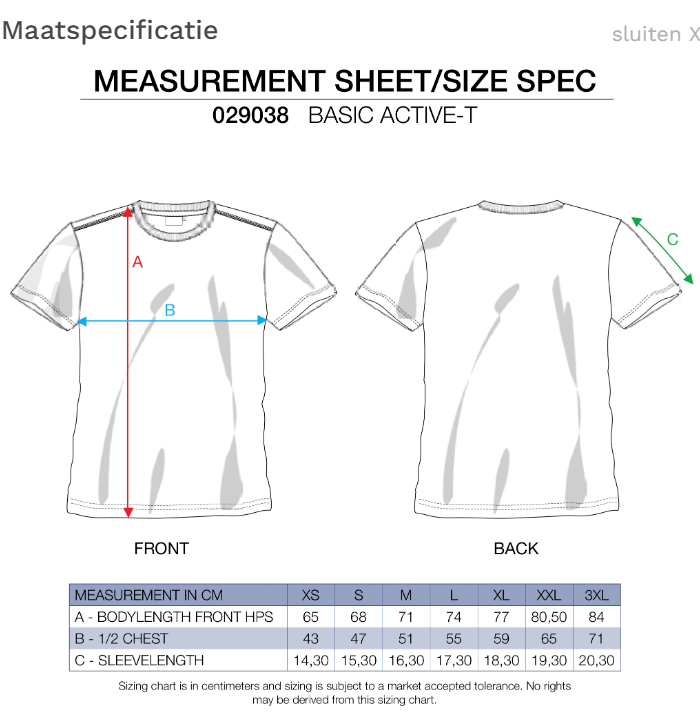 Maatspecificatie
sluiten X
MEASUREMENT SHEET/SIZE SPEC
029038 BASIC ACTIVE-T
A
B
C
FRONT
BACK
MEASUREMENT IN CM XS S M L XL XXL 3XL
A - BODYLENGTH FRONT HPS 65 68 71 74 77 80,50 84
B - 1/2 CHEST 43 47 51 55 59 65 71
C - SLEEVELENGTH 14,30 15,30 16,30 17,30 18,30 19,30 20,30
Sizing chart is in centimeters and sizing is subject to a market accepted tolerance. No rights
may be derived from this sizing chart.